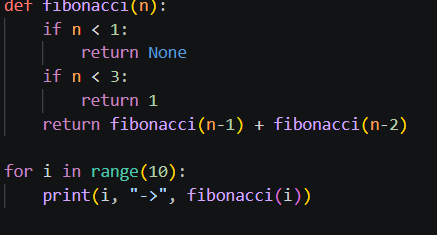 def fibonacci(n):
    if n < 1:
        return None
    if n < 3:
        return 1
    return fibonacci(n-1) + fibonacci(n-2)

for i in range(10):
    print(i, "->", fibonacci(i))